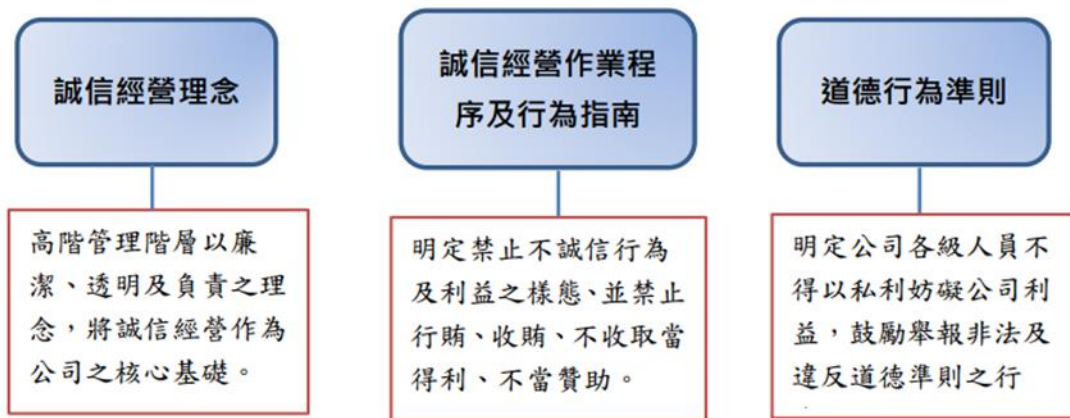 誠信經營理念
高階管理階層以廉
潔、透明及負責之理
念，將誠信經營作為
公司之核心基礎。
誠信經營作業程
序及行為指南
明定禁止不誠信行為
及利益之樣態、並禁止
行賄、收賄、不收取當
得利、不當贊助。
道德行為準則
明定公司各級人員不
得以私利妨礙公司利
益，鼓勵舉報非法及
違反道德準則之行